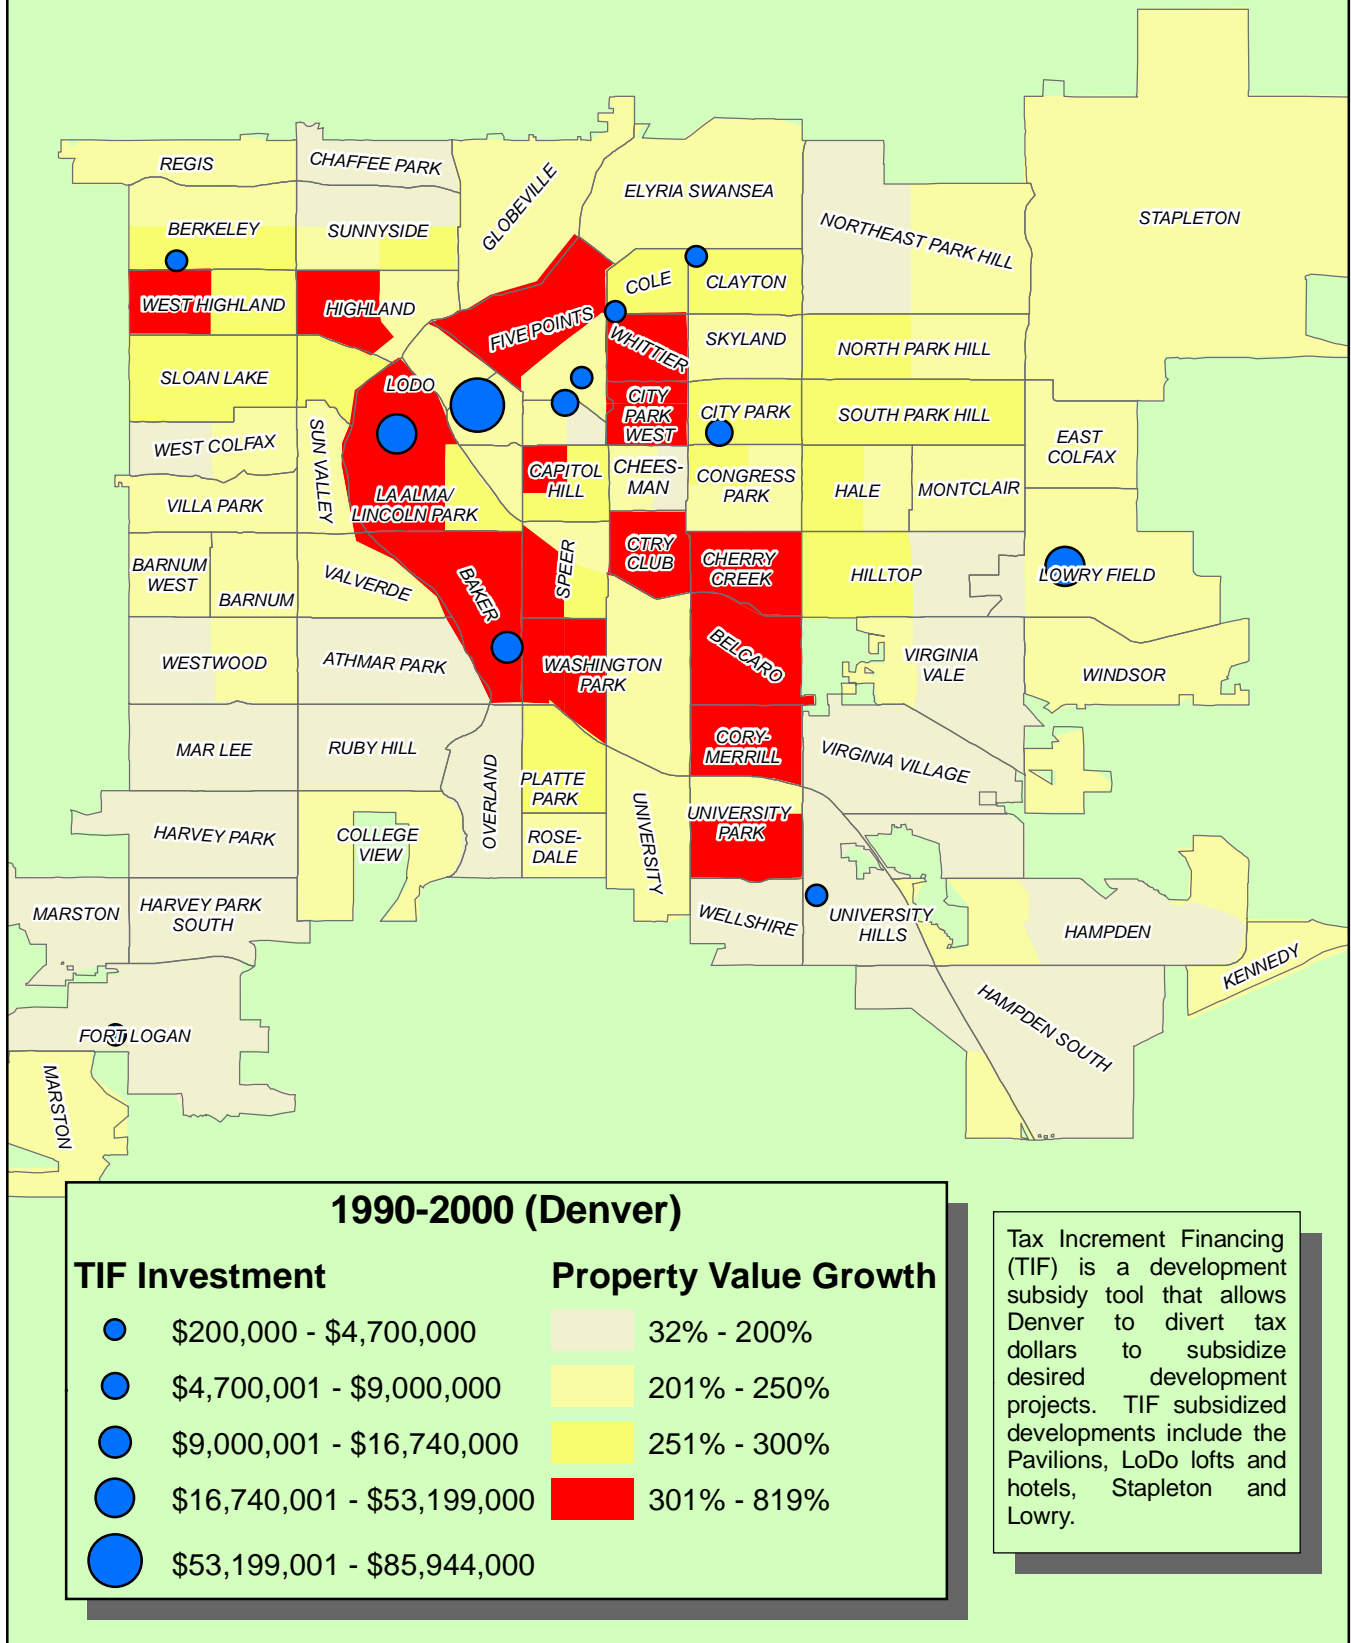 REGIS
CHAFFEE PARK
GLOBEVILLE
ELYRIA SWANSEA
STAPLETON
BERKELEY
SUNNYSIDE
NORTHEAST PARK HILL
WEST HIGHLAND
HIGHLAND
COLE
CLAYTON
FIVE POINTS
WHITTIER
SKYLAND
NORTH PARK HILL
SLOAN LAKE
LODO
CITY
PARK
WEST
CITY PARK
SOUTH PARK HILL
WEST COLFAX
SUN VALLEY
EAST
COLFAX
CAPITOL
HILL
CHEES-
MAN
CONGRESS
PARK
HALE
MONTCLAIR
VILLA PARK
LA ALMA/
LINCOLN PARK
BARNUM
WEST
BARNUM
VALVERDE
BAKER
SPEER
CTRY
CLUB
CHERRY
CREEK
HILLTOP
LOWRY FIELD
WESTWOOD
ATHMAR PARK
WASHINGTON
PARK
BELCARO
VIRGINIA
VALE
WINDSOR
MAR LEE
RUBY HILL
OVERLAND
PLATTE
PARK
CORY-
MERRILL
VIRGINIA VILLAGE
HARVEY PARK
COLLEGE
VIEW
ROSE-
DALE
UNIVERSITY
UNIVERSITY
PARK
MARSTON
HARVEY PARK
SOUTH
WELLSHIRE
UNIVERSITY
HILLS
HAMPDEN
KENNEDY
FORT LOGAN
HAMPDEN SOUTH
MARSTON
1990-2000 (Denver)
TIF Investment
$200,000 - $4,700,000
$4,700,001 - $9,000,000
$9,000,001 - $16,740,000
$16,740,001 - $53,199,000
$53,199,001 - $85,944,000
Property Value Growth
32% - 200%
201% - 250%
251% - 300%
301% - 819%
Tax Increment Financing
(TIF) is a development
subsidy tool that allows
Denver to divert tax
dollars to subsidize
desired development
projects. TIF subsidized
developments include the
Pavilions, LoDo lofts and
hotels, Stapleton and
Lowry.